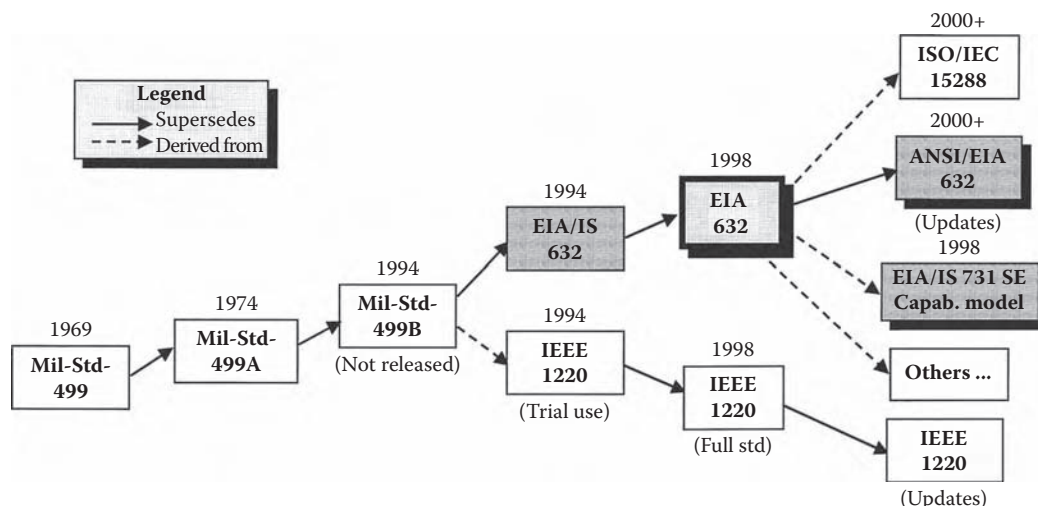 Legend
Supersedes
Derived from
1969
Mil-Std-
499
1974
Mil-Std-
499A
1994
Mil-Std-
499B
(Not released)
1994
EIA/IS
632
1994
IEEE
1220
(Trial use)
1998
EIA
632
1998
IEEE
1220
(Full std)
2000+
ISO/IEC
15288
2000+
ANSI/EIA
632
(Updates)
1998
EIA/IS 731 SE
Capab. model
Others ...
IEEE
1220
(Updates)